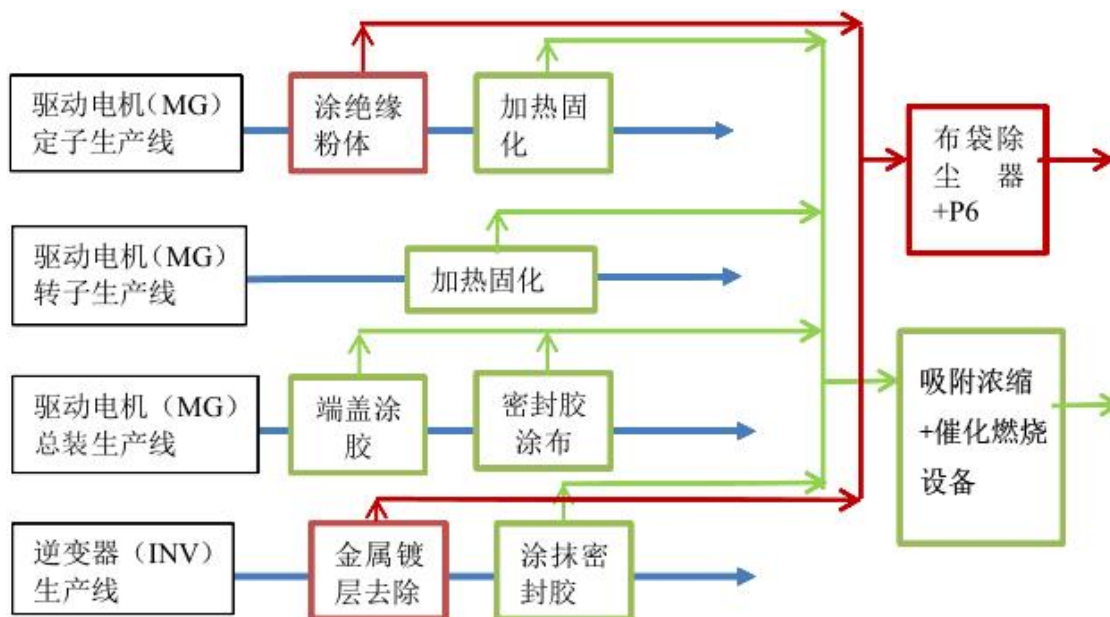 驱动电机(MG)
定子生产线
涂绝缘
粉体
加热固
化
布袋除
尘器
+P6
驱动电机(MG)
转子生产线
加热固化
驱动电机（MG）
总装生产线
端盖涂
胶
密封胶
涂布
吸附浓缩
+催化燃烧
设备
逆变器（INV）
生产线
金属镀
层去除
涂抹密
封胶